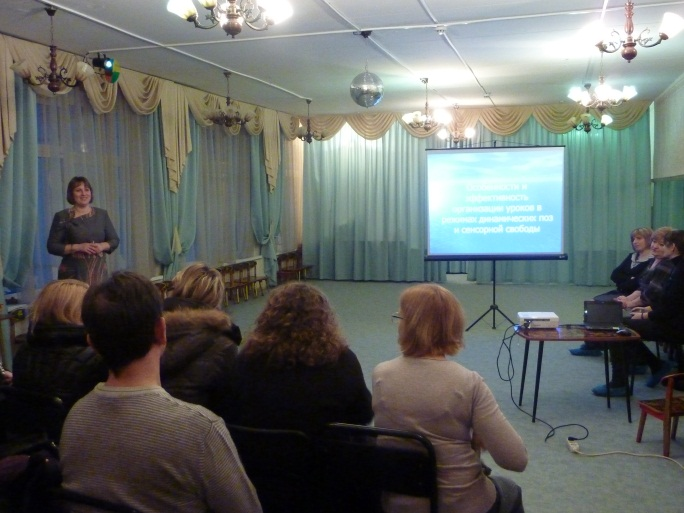 Особенности и
эффективность
организации уроков в
режимах динамических поз
и сенсорной свободы